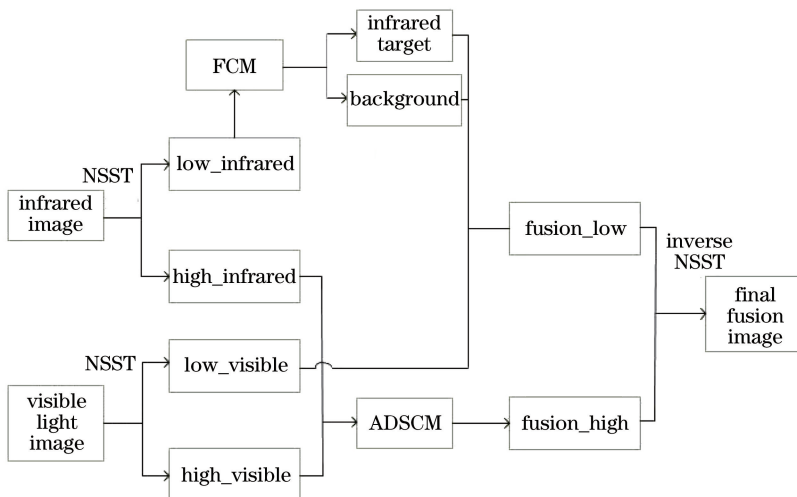 infrared
target
FCM
background
NSST
low_infrared
infrared
image
fusion_low
inverse
NSST
high_infrared
final
fusion
image
NSST
low_visible
visible
light
image
ADSCM
fusion_high
high_visible